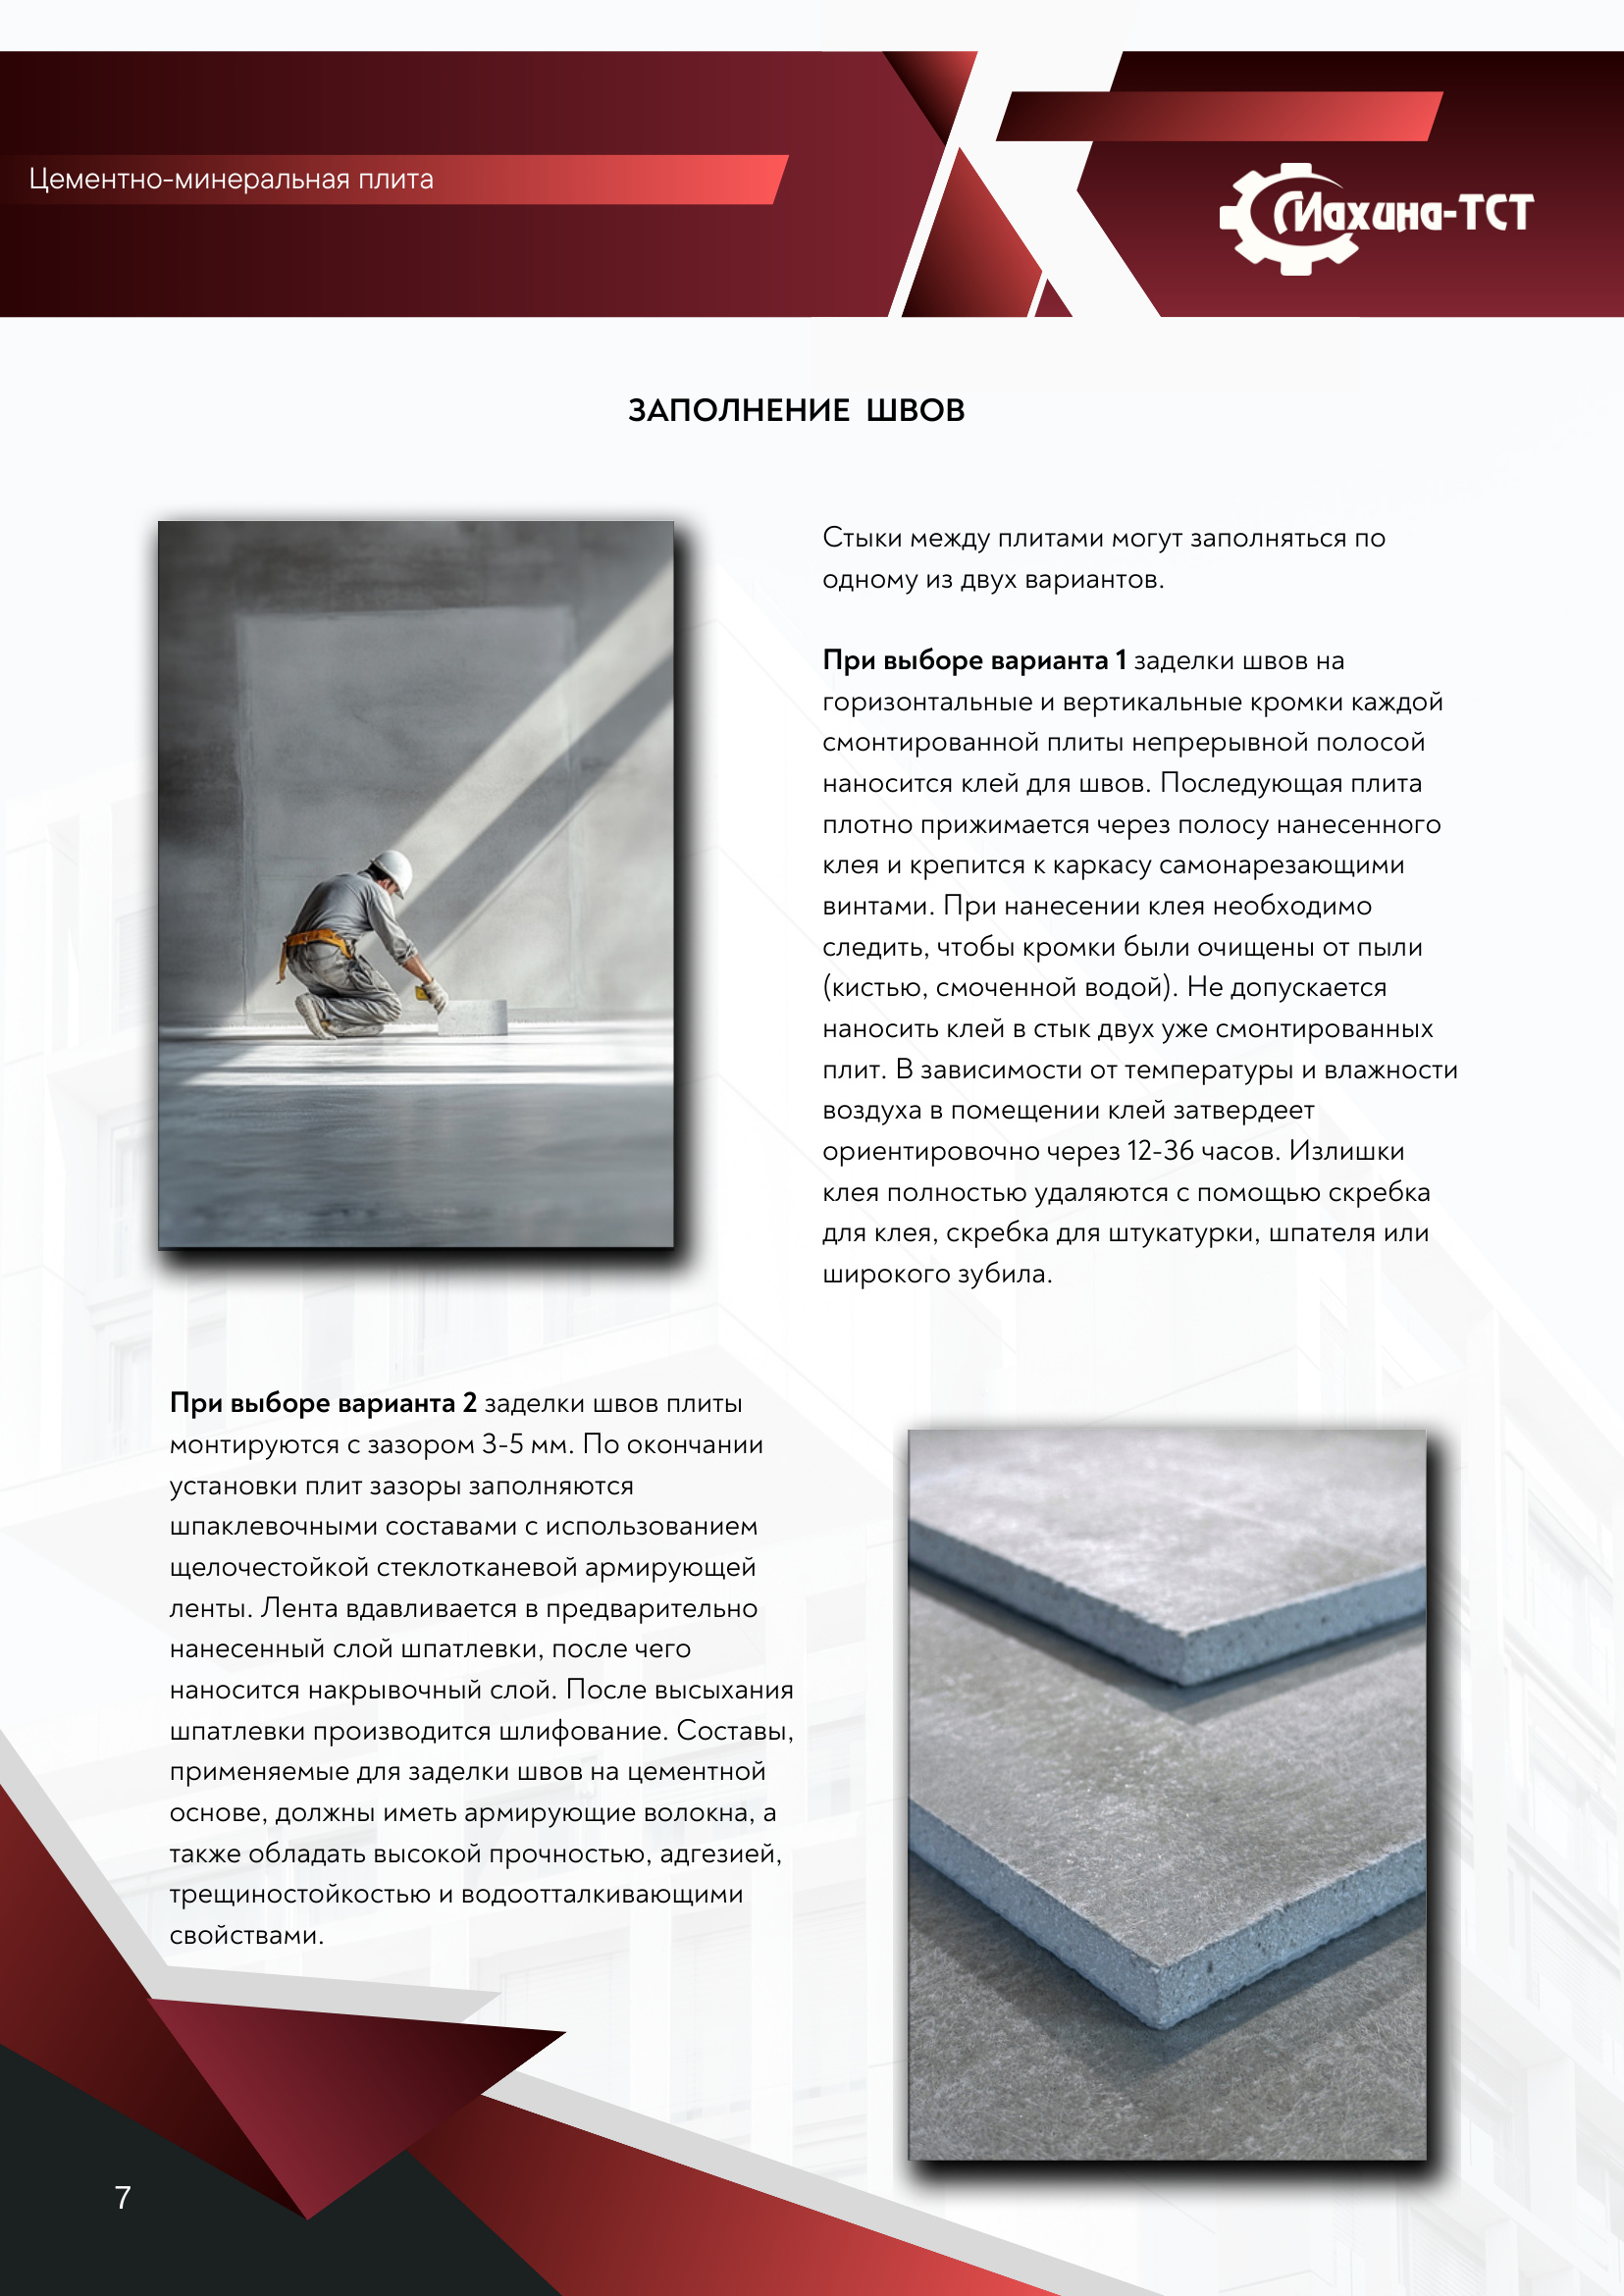 Цементно-минеральная плита
Махина-ТСТ
ЗАПОЛНЕНИЕ ШВОВ
Стыки между плитами могут заполняться по
одному из двух вариантов.
При выборе варианта 1 заделки швов на
горизонтальные и вертикальные кромки каждой
смонтированной плиты непрерывной полосой
наносится клей для швов. Последующая плита
плотно прижимается через полосу нанесенного
клея и крепится к каркасу самонарезающими
винтами. При нанесении клея необходимо
следить, чтобы кромки были очищены от пыли
(кистью, смоченной водой). Не допускается
наносить клей в стык двух уже смонтированных
плит. В зависимости от температуры и влажности
воздуха в помещении клей затвердеет
ориентировочно через 12-36 часов. Излишки
клея полностью удаляются с помощью скребка
для клея, скребка для штукатурки, шпателя или
широкого зубила.
При выборе варианта 2 заделки швов плиты
монтируются с зазором 3-5 мм. По окончании
установки плит зазоры заполняются
шпаклевочными составами с использованием
щелочестойкой стеклотканевой армирующей
ленты. Лента вдавливается в предварительно
нанесенный слой шпатлевки, после чего
наносится накрывочный слой. После высыхания
шпатлевки производится шлифование. Составы,
применяемые для заделки швов на цементной
основе, должны иметь армирующие волокна, а
также обладать высокой прочностью, адгезией,
трещиностойкостью и водоотталкивающими
свойствами.
7